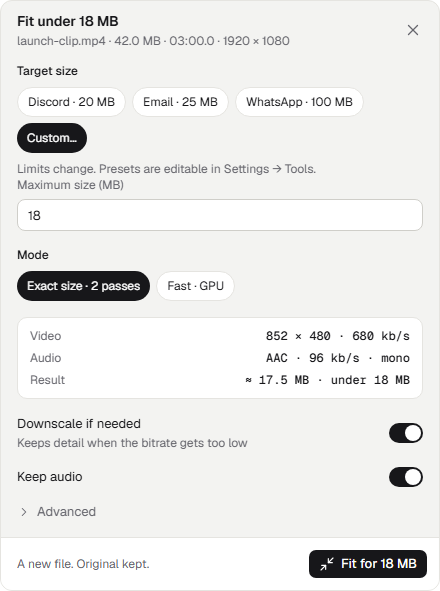 Fit under 18 MB
launch-clip.mp4 · 42.0 MB · 03:00.0 · 1920 × 1080
Target size
Discord · 20 MB
Email · 25 MB
WhatsApp · 100 MB
Custom…
Limits change. Presets are editable in Settings → Tools.
Maximum size (MB)
18
Mode
Exact size · 2 passes
Fast · GPU
Video 852 × 480 · 680 kb/s
Audio AAC · 96 kb/s · mono
Result ≈ 17.5 MB · under 18 MB
Downscale if needed
Keeps detail when the bitrate gets too low
Keep audio
Advanced
A new file. Original kept.
Fit for 18 MB